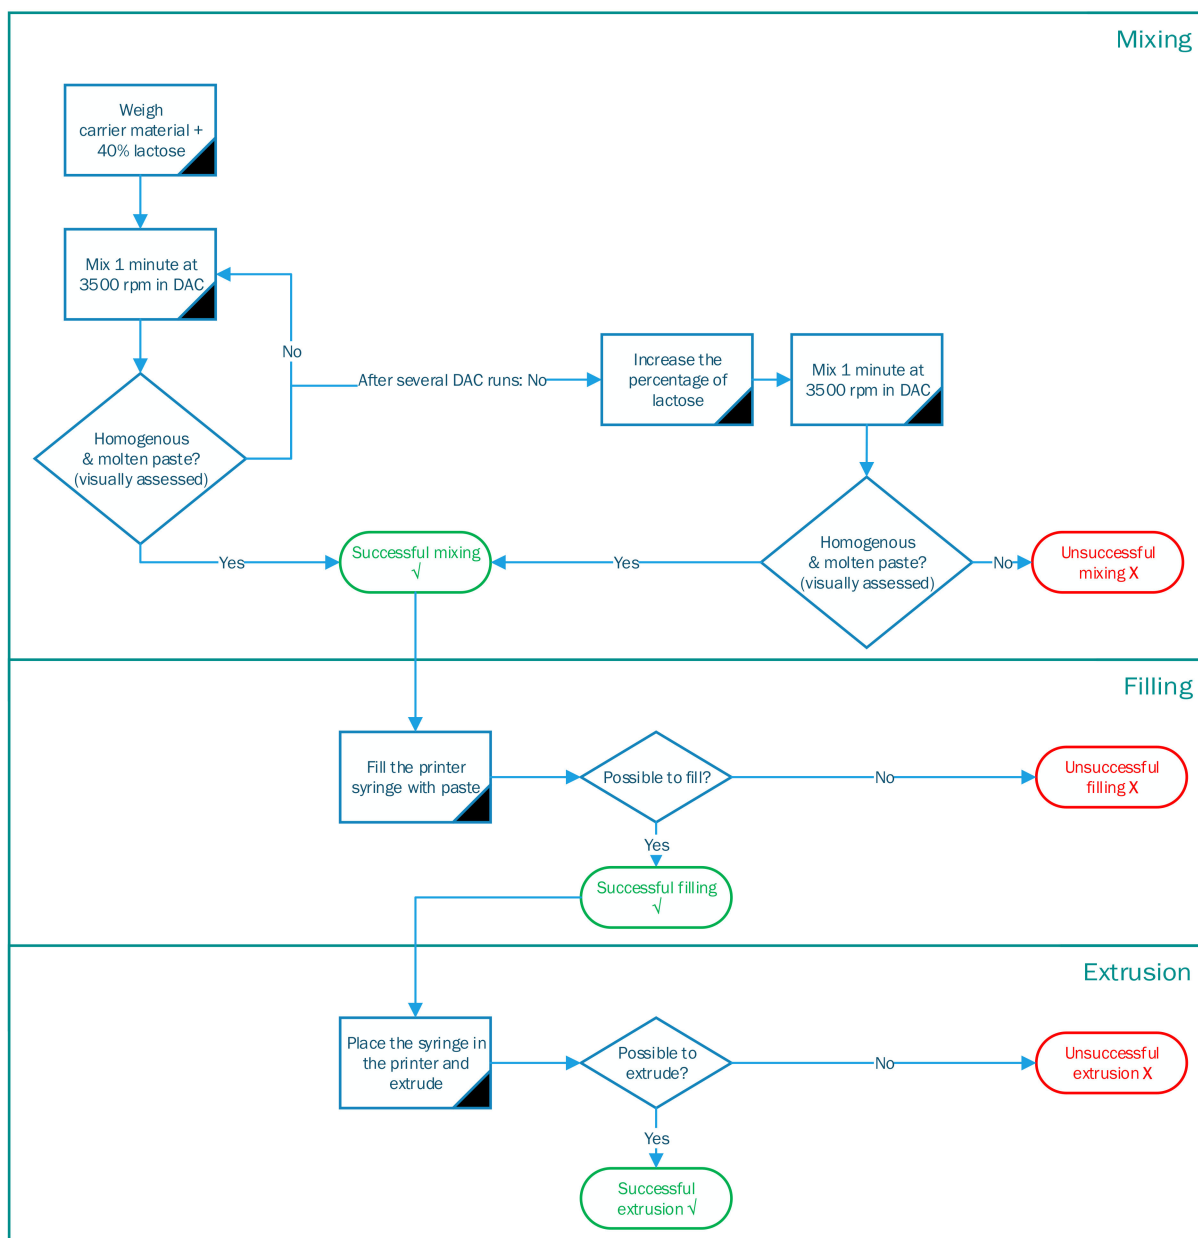 Mixing
Weigh
carrier material +
40% lactose
Mix 1 minute at
3500 rpm in DAC
No
After several DAC runs: No
Increase the
percentage of
lactose
Mix 1 minute at
3500 rpm in DAC
Homogenous
& molten paste?
(visually assessed)
Yes
Successful mixing
√
Yes
Homogenous
& molten paste?
(visually assessed)
No
Unsuccessful
mixing X
Filling
Fill the printer
syringe with paste
Possible to fill?
No
Unsuccessful
filling X
Yes
Successful filling
√
Extrusion
Place the syringe in
the printer and
extrude
Possible to
extrude?
No
Unsuccessful
extrusion X
Yes
Successful
extrusion √